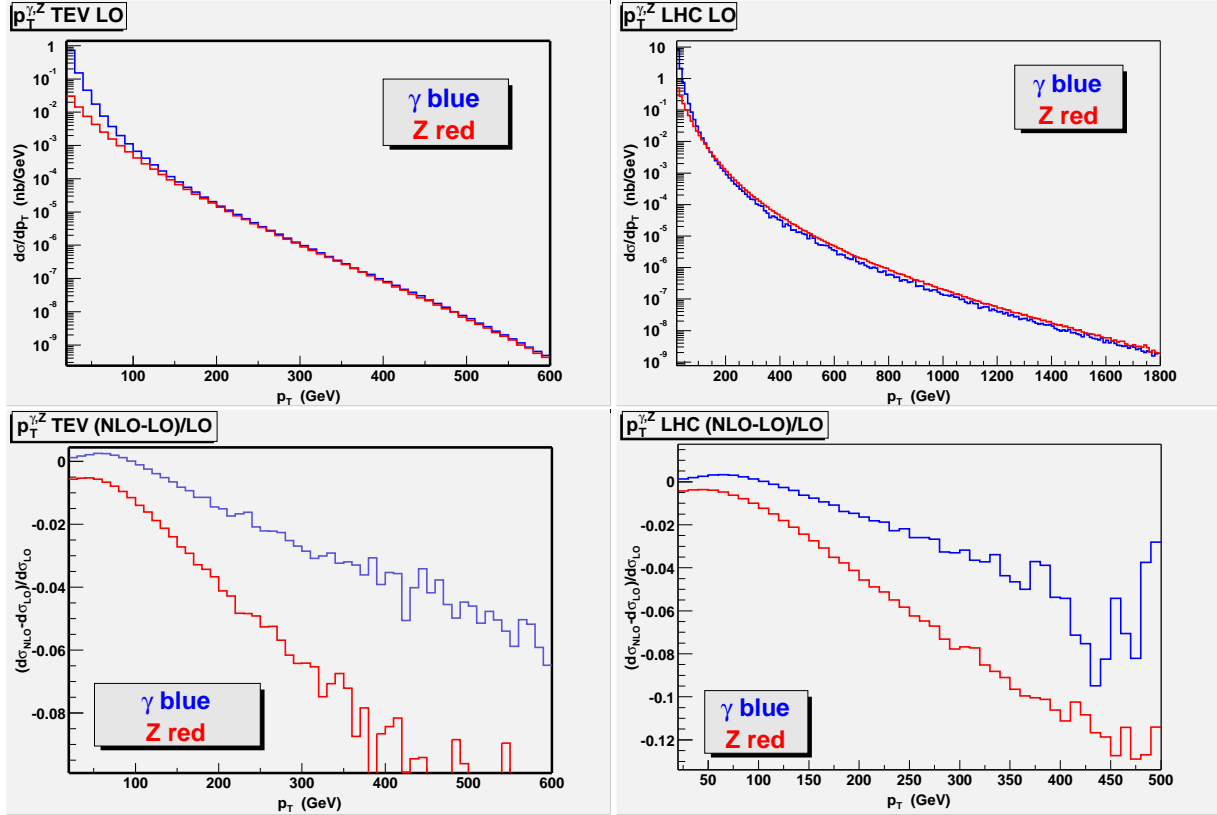 p_T^{γ,Z} TEV LO
dσ/dp_T (nb/GeV)
1
10^-1
10^-2
10^-3
10^-4
10^-5
10^-6
10^-7
10^-8
10^-9
γ blue
Z red
100 200 300 400 500 600
p_T (GeV)
p_T^{γ,Z} LHC LO
dσ/dp_T (nb/GeV)
10
1
10^-1
10^-2
10^-3
10^-4
10^-5
10^-6
10^-7
10^-8
10^-9
γ blue
Z red
200 400 600 800 1000 1200 1400 1600 1800
p_T (GeV)
p_T^{γ,Z} TEV (NLO-LO)/LO
(dσ_NLO-dσ_LO)/dσ_LO
0
-0.02
-0.04
-0.06
-0.08
γ blue
Z red
0 100 200 300 400 500 600
p_T (GeV)
p_T^{γ,Z} LHC (NLO-LO)/LO
(dσ_NLO-dσ_LO)/dσ_LO
0
-0.02
-0.04
-0.06
-0.08
-0.1
-0.12
γ blue
Z red
50 100 150 200 250 300 350 400 450 500
p_T (GeV)